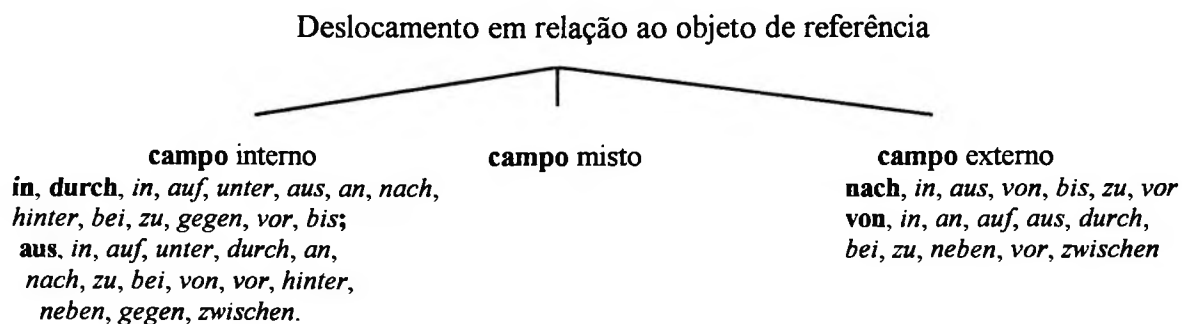 Deslocamento em relação ao objeto de referência
campo interno
in, durch, in, auf, unter, aus, an, nach,
hinter, bei, zu, gegen, vor, bis;
aus, in, auf, unter, durch, an,
nach, zu, bei, von, vor, hinter,
neben, gegen, zwischen.
campo misto
campo externo
nach, in, aus, von, bis, zu, vor
von, in, an, auf, aus, durch,
bei, zu, neben, vor, zwischen